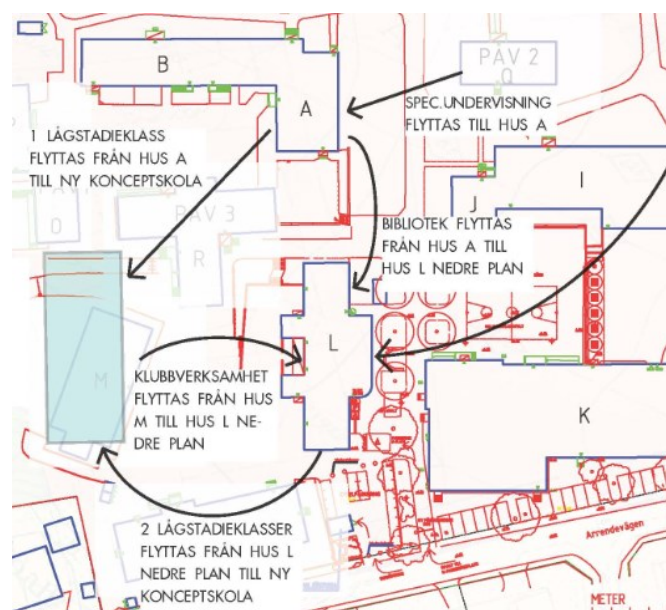 B
PAV 2
Q
A
SPEC.UNDERVISNING
FLYTTAS TILL HUS A
1 LÅGSTADIEKLASS
FLYTTAS FRÅN HUS A
TILL NY KONCEPTSKOLA
I
J
PAV 3
O
R
BIBLIOTEK FLYTTAS
FRÅN HUS A TILL
HUS L NEDRE PLAN
L
M
KLUBBVERKSAMHET
FLYTTAS FRÅN HUS
M TILL HUS L NE-
DRE PLAN
K
2 LÅGSTADIEKLASSER
FLYTTAS FRÅN HUS L
NEDRE PLAN TILL NY
KONCEPTSKOLA
Arrendevägen
METER